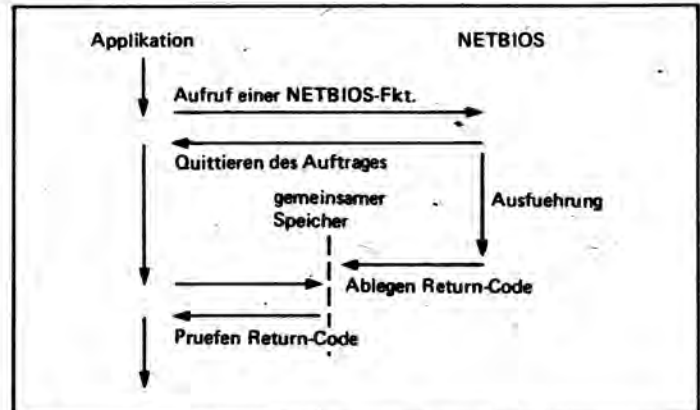 Applikation
NETBIOS
Aufruf einer NETBIOS-Fkt.
Quittieren des Auftrages
gemeinsamer
Speicher
Ausfuehrung
Ablegen Return-Code
Pruefen Return-Code